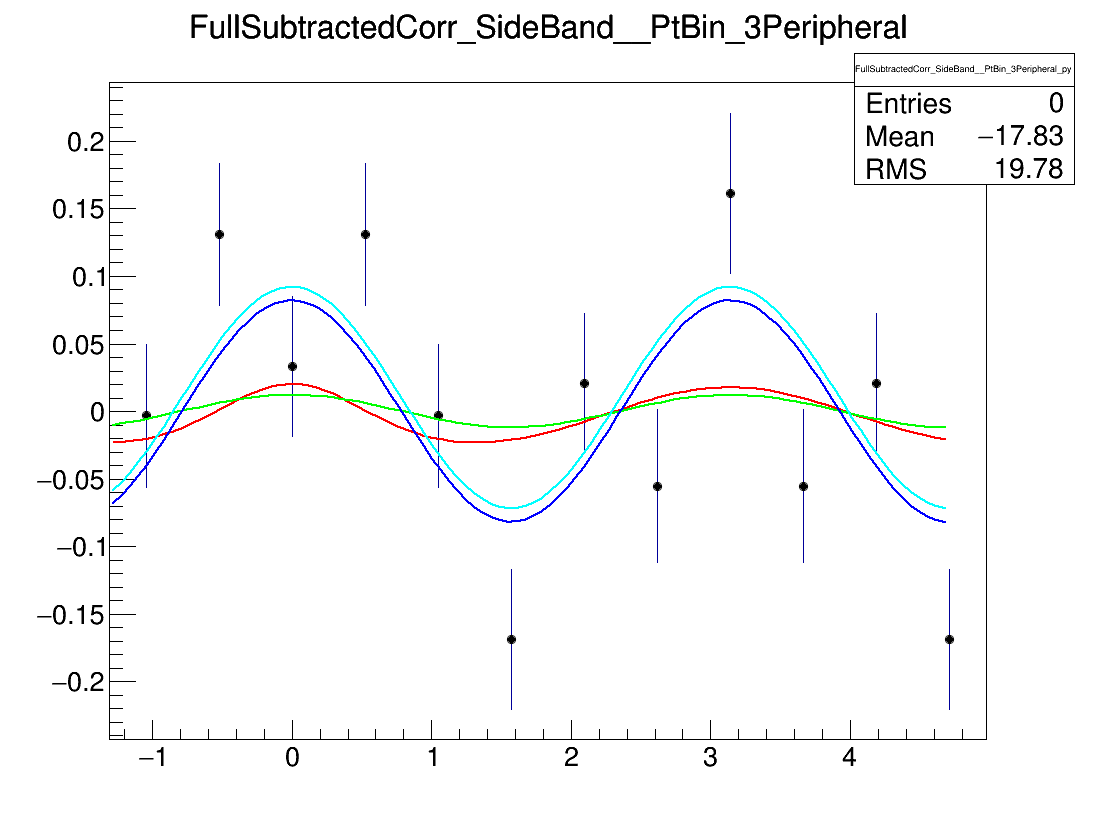 FullSubtractedCorr_SideBand__PtBin_3Peripheral
FullSubtractedCorr_SideBand__PtBin_3Peripheral_py
Entries 0
Mean −17.83
RMS 19.78
0.2
0.15
0.1
0.05
0
−0.05
−0.1
−0.15
−0.2
−1 0 1 2 3 4